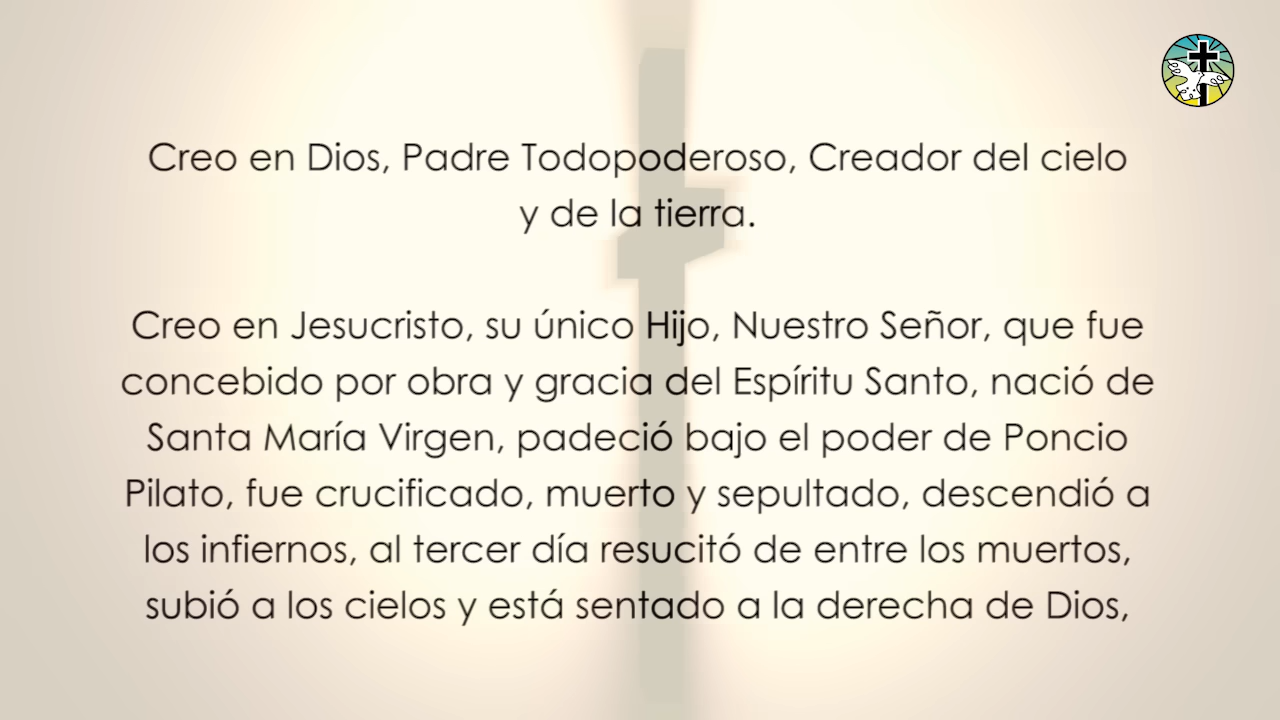 Creo en Dios, Padre Todopoderoso, Creador del cielo
y de la tierra.
Creo en Jesucristo, su único Hijo, Nuestro Señor, que fue
concebido por obra y gracia del Espíritu Santo, nació de
Santa María Virgen, padeció bajo el poder de Poncio
Pilato, fue crucificado, muerto y sepultado, descendió a
los infiernos, al tercer día resucitó de entre los muertos,
subió a los cielos y está sentado a la derecha de Dios,